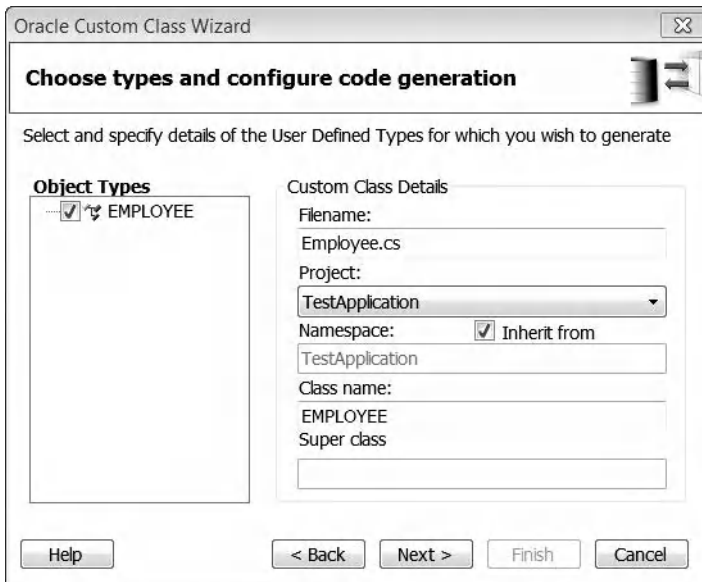 Oracle Custom Class Wizard
Choose types and configure code generation
Select and specify details of the User Defined Types for which you wish to generate
Object Types
EMPLOYEE
Custom Class Details
Filename:
Employee.cs
Project:
TestApplication
Namespace:
Inherit from
TestApplication
Class name:
EMPLOYEE
Super class
Help
< Back
Next >
Finish
Cancel